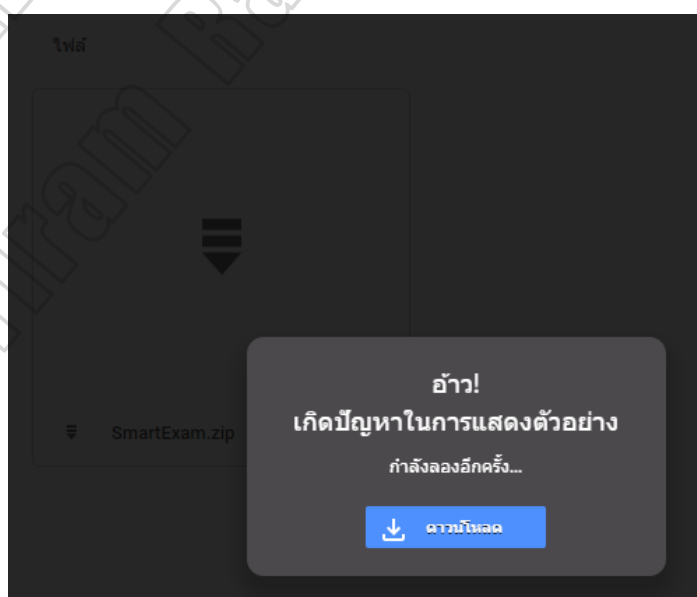 ไฟล์
SmartExam.zip
อ้าว!
เกิดปัญหาในการแสดงตัวอย่าง
กำลังลองอีกครั้ง...
ดาวน์โหลด